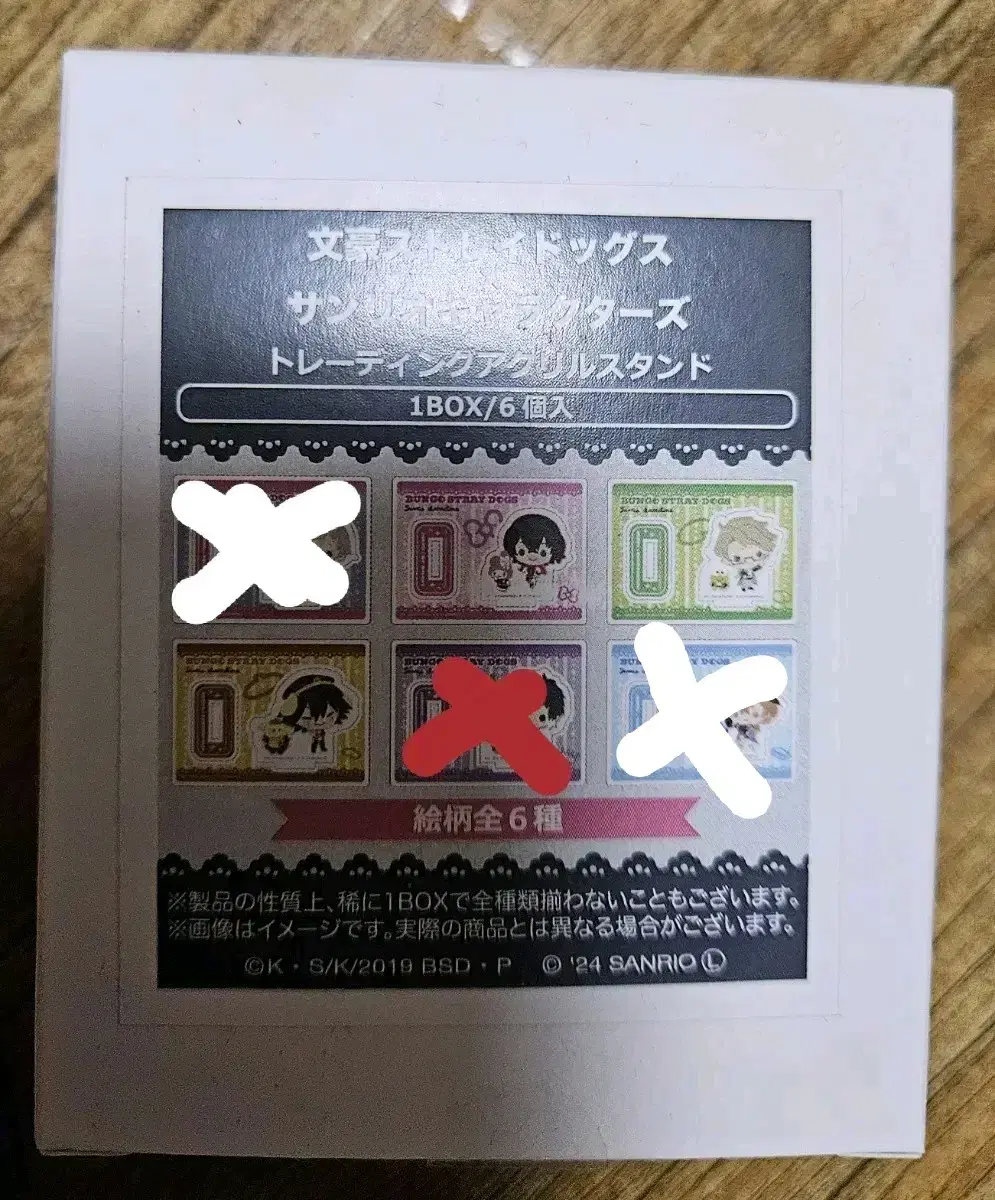 文豪ストレイドッグス
サンリオキャラクターズ
トレーディングアクリルスタンド
1BOX/6個入
BUNGO STRAY DOGS
BUNGO STRAY DOGS
BUNGO STRAY DOGS
BUNGO STRAY DOGS
BUNGO STRAY DOGS
絵柄全6種
※製品の性質上、稀に1BOXで全種類揃わないこともございます。
※画像はイメージです。実際の商品とは異なる場合がございます。
©K・S/K/2019 BSD・P © '24 SANRIO Ⓛ